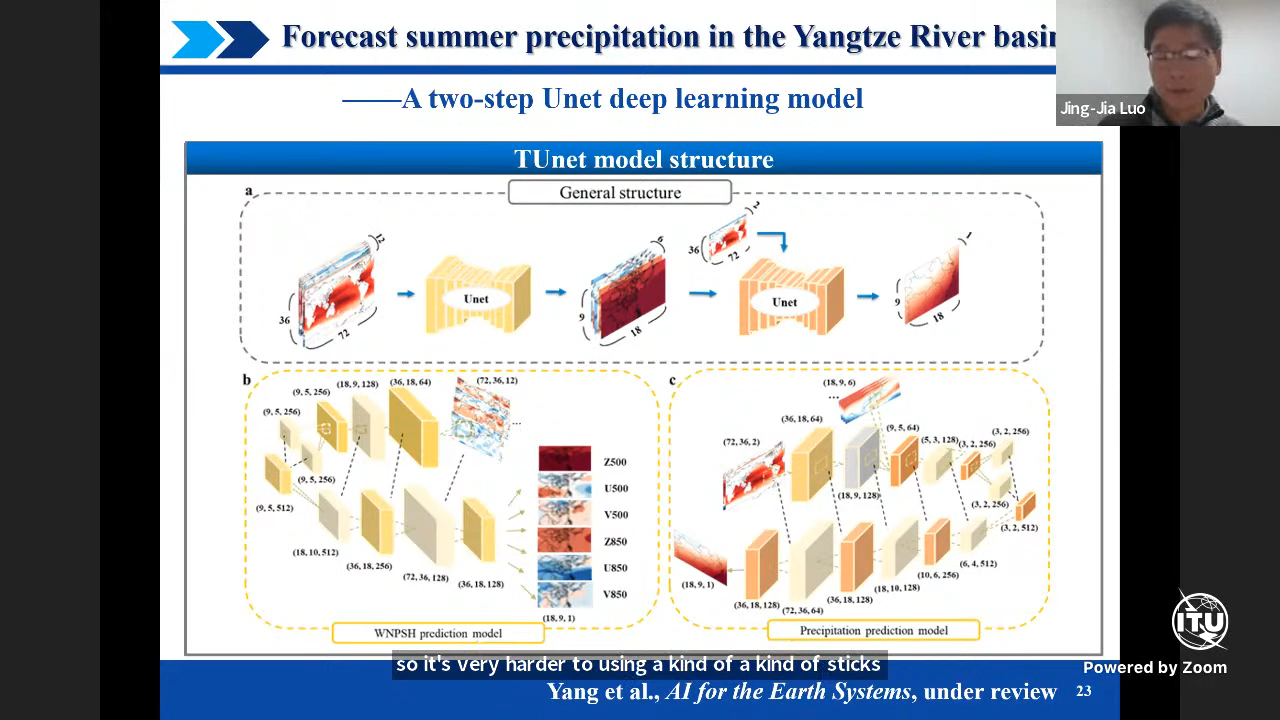 Forecast summer precipitation in the Yangtze River basin
——A two-step Unet deep learning model
Jing-Jia Luo
TUnet model structure
a
General structure
12
36
72
Unet
6
9
18
2
36
72
Unet
1
9
18
b
(9, 5, 256)
(9, 5, 256)
(18, 9, 128)
(36, 18, 64)
(72, 36, 12)
...
(9, 5, 256)
(9, 5, 512)
(18, 10, 512)
(36, 18, 256)
(72, 36, 128)
(36, 18, 128)
Z500
U500
V500
Z850
U850
V850
(18, 9, 1)
WNPSH prediction model
c
(18, 9, 6)
...
(72, 36, 2)
(36, 18, 64)
(18, 9, 128)
(9, 5, 64)
(5, 3, 128)
(3, 2, 256)
(3, 2, 256)
(3, 2, 256)
(3, 2, 512)
(6, 4, 512)
(10, 6, 256)
(18, 10, 128)
(36, 18, 128)
(72, 36, 64)
(36, 18, 128)
(18, 9, 1)
Precipitation prediction model
so it's very harder to using a kind of a kind of sticks
ITU
Powered by Zoom
Yang et al., AI for the Earth Systems, under review
23